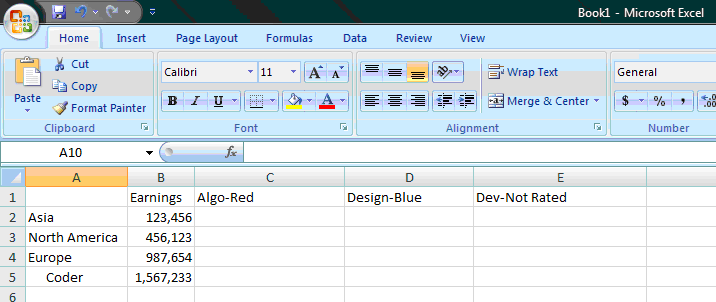 Book1 - Microsoft Excel
Home Insert Page Layout Formulas Data Review View
Paste Cut Calibri 11 A A Wrap Text General
Copy
Format Painter B I U A Merge & Center $ % ,
Clipboard Font Alignment Number
A10 fx
A B C D E
1 Earnings Algo-Red Design-Blue Dev-Not Rated
2 Asia 123,456
3 North America 456,123
4 Europe 987,654
5 Coder 1,567,233